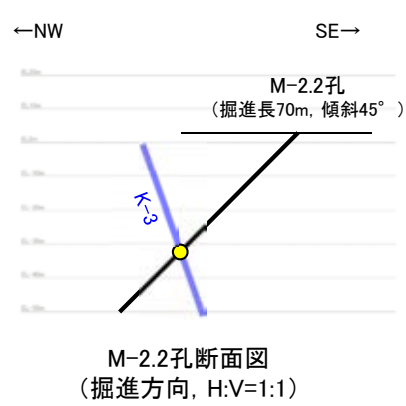 ←NW
SE→
M-2.2孔
（掘進長70m, 傾斜45°）
K-3
M-2.2孔断面図
（掘進方向, H:V=1:1）